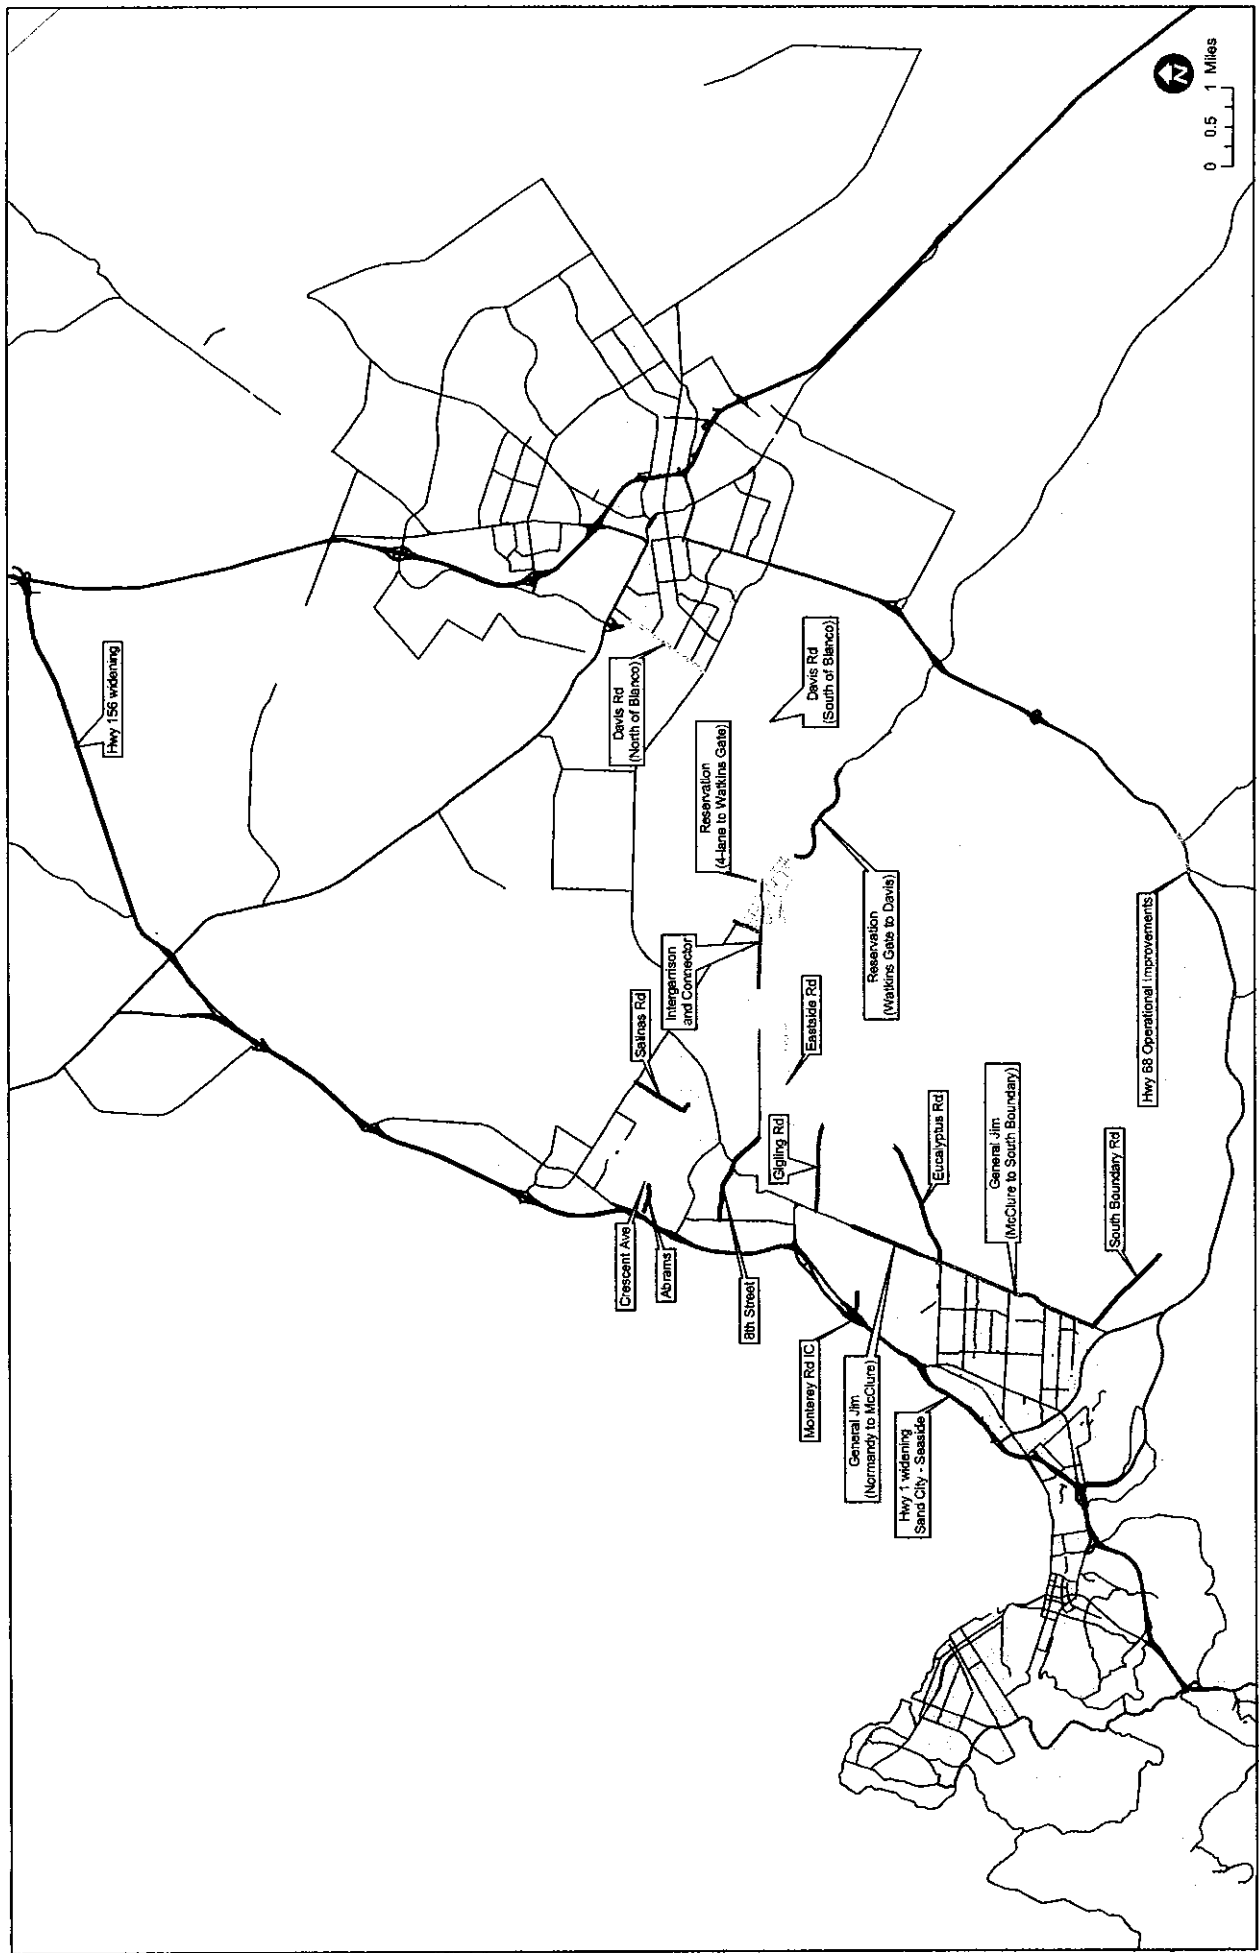 Hwy 156 widening
Davis Rd
(North of Blanco)
Davis Rd
(South of Blanco)
Reservation
(4-lane to Watkins Gate)
Intergarrison
and Connector
Salinas Rd
Reservation
(Watkins Gate to Davis)
Eastside Rd
Crescent Ave
Abrams
8th Street
Gigling Rd
Eucalyptus Rd
General Jim
(McClure to South Boundary)
South Boundary Rd
Hwy 68 Operational Improvements
Monterey Rd IC
General Jim
(Normandy to McClure)
Hwy 1 widening
Sand City - Seaside
N
0 0.5 1 Miles